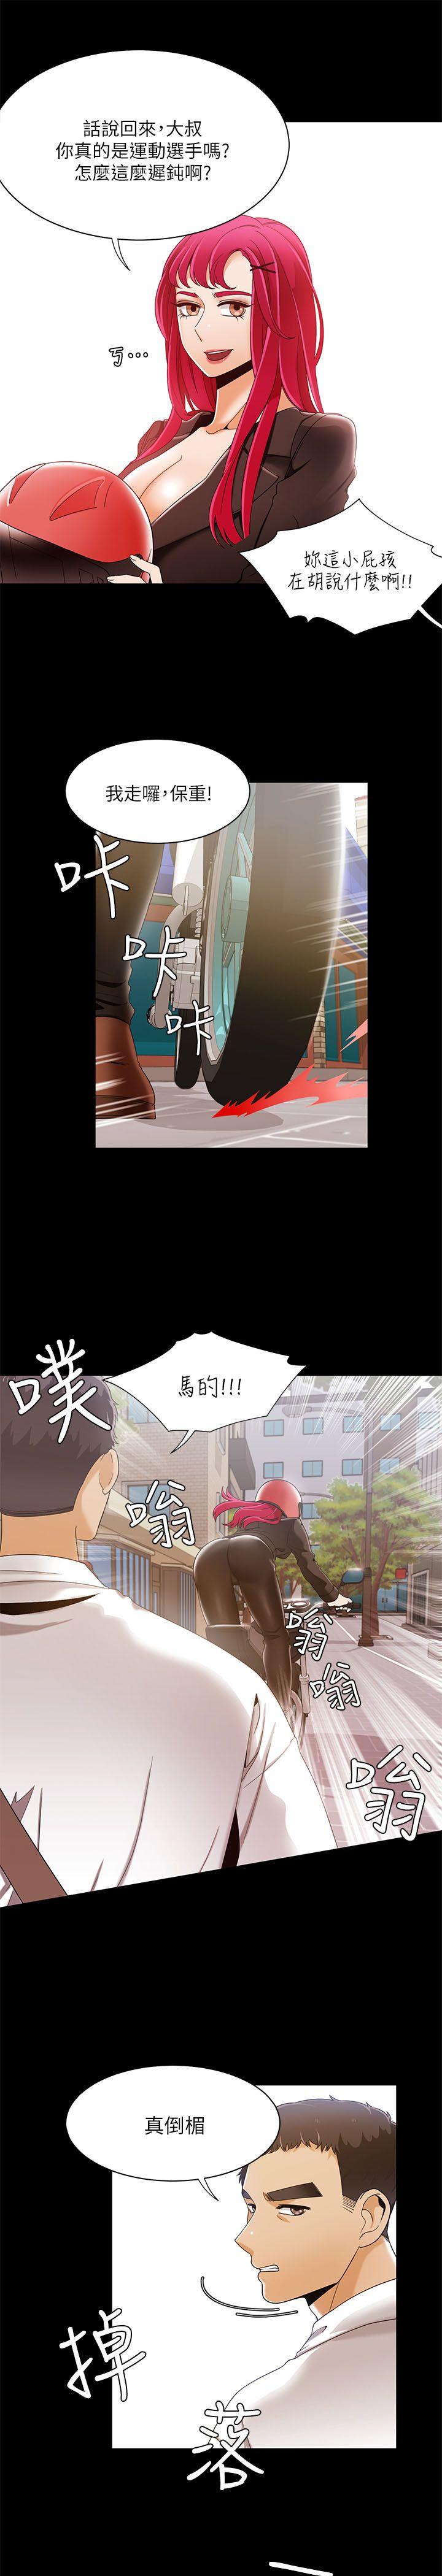 話說回來，大叔
你真的是運動選手嗎？
怎麼這麼遲鈍啊？
ㄎ…
妳這小屁孩
在胡說什麼啊！！
我走囉，保重！
咔
咔
咔
噗
馬的！！！
嗡
嗡
嗡
嗡
真倒楣
掉
落